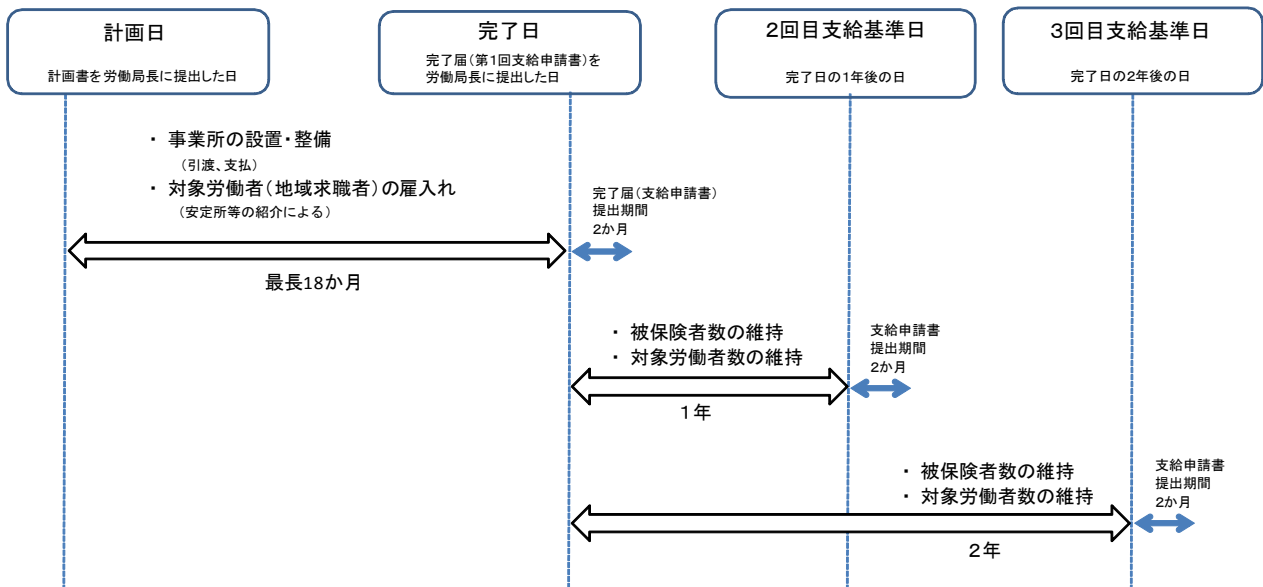 計画日
計画書を労働局長に提出した日
完了日
完了届(第1回支給申請書)を
労働局長に提出した日
2回目支給基準日
完了日の1年後の日
3回目支給基準日
完了日の2年後の日
・ 事業所の設置・整備
(引渡、支払)
・ 対象労働者(地域求職者)の雇入れ
(安定所等の紹介による)
完了届(支給申請書)
提出期間
2か月
最長18か月
・ 被保険者数の維持
・ 対象労働者数の維持
支給申請書
提出期間
2か月
1年
・ 被保険者数の維持
・ 対象労働者数の維持
支給申請書
提出期間
2か月
2年